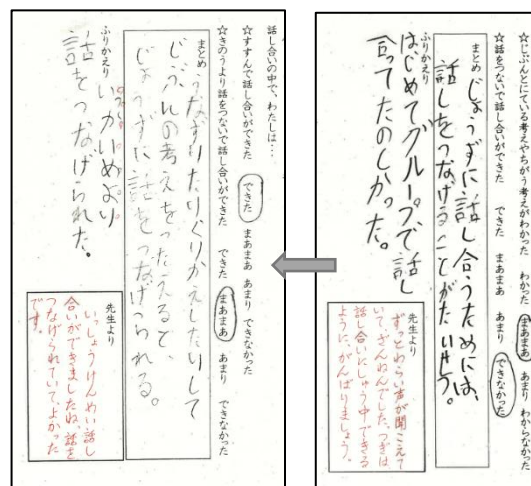 ☆じぶんとにている考えやちがう考えがわかった　わかった　まあまあ　あまり　わからなかった
☆話をつないで話し合いができた　できた　まあまあ　あまり　できなかった
まとめ
じょうずに話し合うためには、
話しをつなげることがたいせつ。
ふりかえり
はじめてグループで話し
合ってたのしかった。
先生より
ずっとわらい声が聞こえて
いて、ざんねんでした。つぎは、
話し合いにしゅう中できる
ように、がんばりましょう。
話し合いの中で、わたしは…
☆すすんで話し合いができた　できた　まあまあ　あまり　できなかった
☆きのうより話をつないで話し合いができた　できた　まあまあ　あまり　できなかった
まとめ
うなずいたりくりかえしたりして
じぶんの考えをつたえると、
じょうずに話をつなげられる。
ふりかえり
いかいめより
話をつなげられた。
先生より
いっしょうけんめい話し
合いができましたね。話を
つなげられていて、よかった
です。